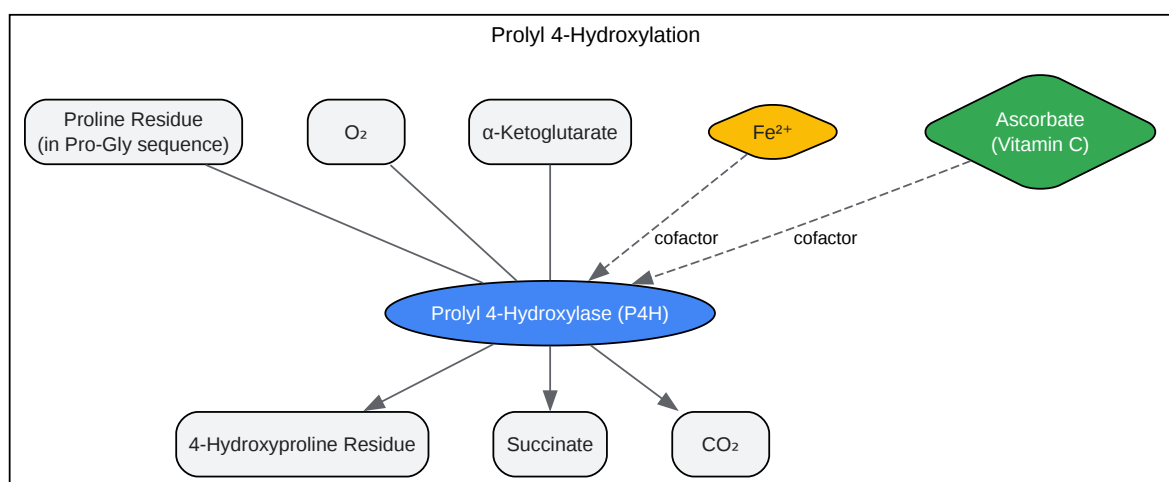 Prolyl 4-Hydroxylation
Proline Residue
(in Pro-Gly sequence)
O₂
α-Ketoglutarate
Fe²⁺
Ascorbate
(Vitamin C)
cofactor
cofactor
Prolyl 4-Hydroxylase (P4H)
4-Hydroxyproline Residue
Succinate
CO₂